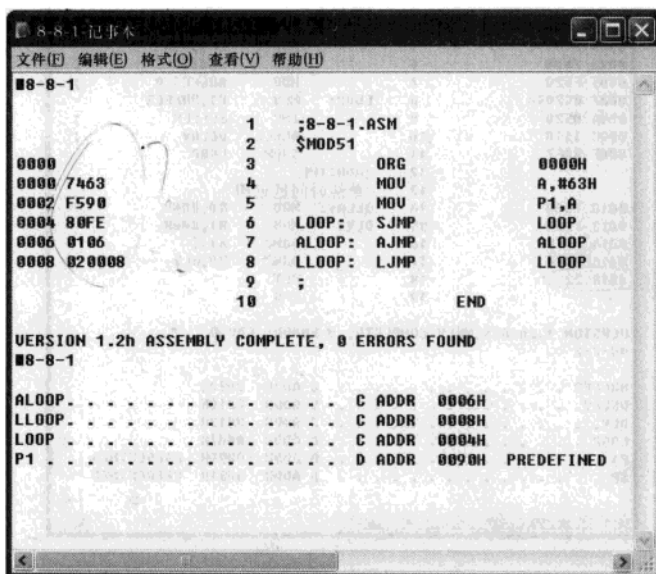 8-8-1-记事本
文件(F) 编辑(E) 格式(O) 查看(V) 帮助(H)
■8-8-1
1 ;8-8-1.ASM
2 $MOD51
0000 3 ORG 0000H
0000 7463 4 MOV A,#63H
0002 F590 5 MOV P1,A
0004 80FE 6 LOOP: SJMP LOOP
0006 0106 7 ALOOP: AJMP ALOOP
0008 020008 8 LLOOP: LJMP LLOOP
9 ;
10 END
VERSION 1.2h ASSEMBLY COMPLETE, 0 ERRORS FOUND
■8-8-1
ALOOP. . . . . . . . . . . . . . . . C ADDR 0006H
LLOOP. . . . . . . . . . . . . . . . C ADDR 0008H
LOOP . . . . . . . . . . . . . . . . C ADDR 0004H
P1 . . . . . . . . . . . . . . . . . D ADDR 0090H PREDEFINED